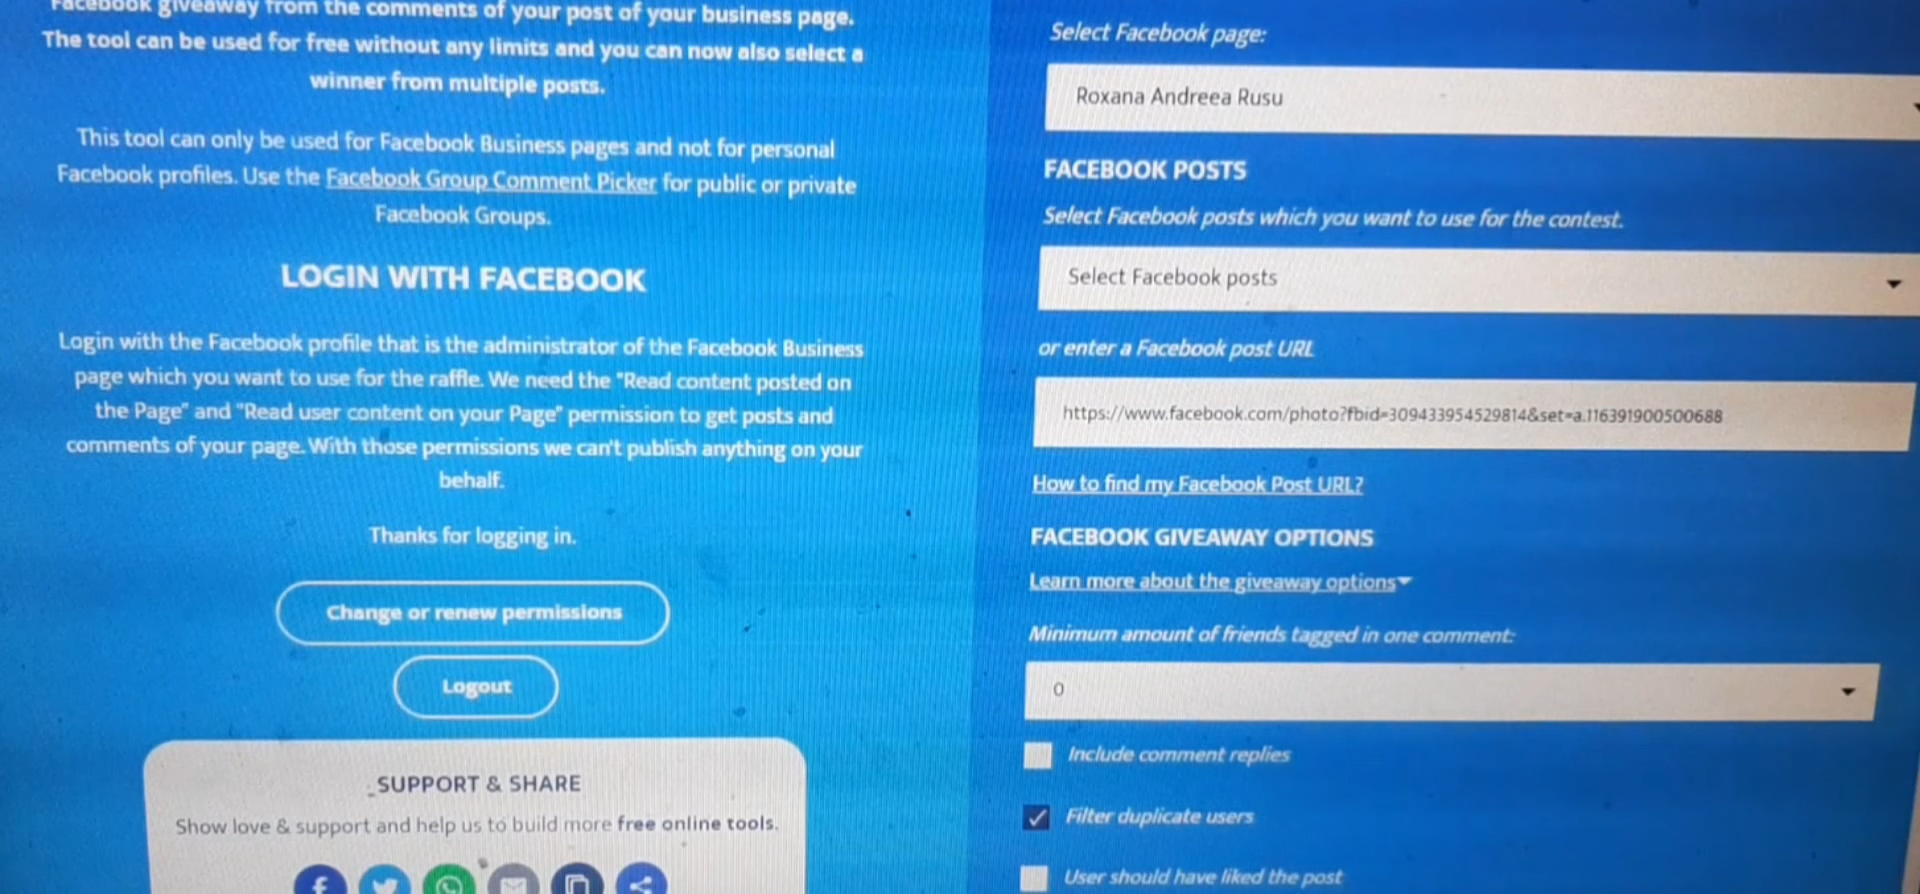 Facebook giveaway from the comments of your post of your business page.
The tool can be used for free without any limits and you can now also select a
winner from multiple posts.
This tool can only be used for Facebook Business pages and not for personal
Facebook profiles. Use the Facebook Group Comment Picker for public or private
Facebook Groups.
LOGIN WITH FACEBOOK
Login with the Facebook profile that is the administrator of the Facebook Business
page which you want to use for the raffle. We need the "Read content posted on
the Page" and "Read user content on your Page" permission to get posts and
comments of your page. With those permissions we can't publish anything on your
behalf.
Thanks for logging in.
Change or renew permissions
Logout
SUPPORT & SHARE
Show love & support and help us to build more free online tools.
Select Facebook page:
Roxana Andreea Rusu
FACEBOOK POSTS
Select Facebook posts which you want to use for the contest.
Select Facebook posts
or enter a Facebook post URL
https://www.facebook.com/photo?fbid=309433954529814&set=a.116391900500688
How to find my Facebook Post URL?
FACEBOOK GIVEAWAY OPTIONS
Learn more about the giveaway options
Minimum amount of friends tagged in one comment:
0
Include comment replies
Filter duplicate users
User should have liked the post